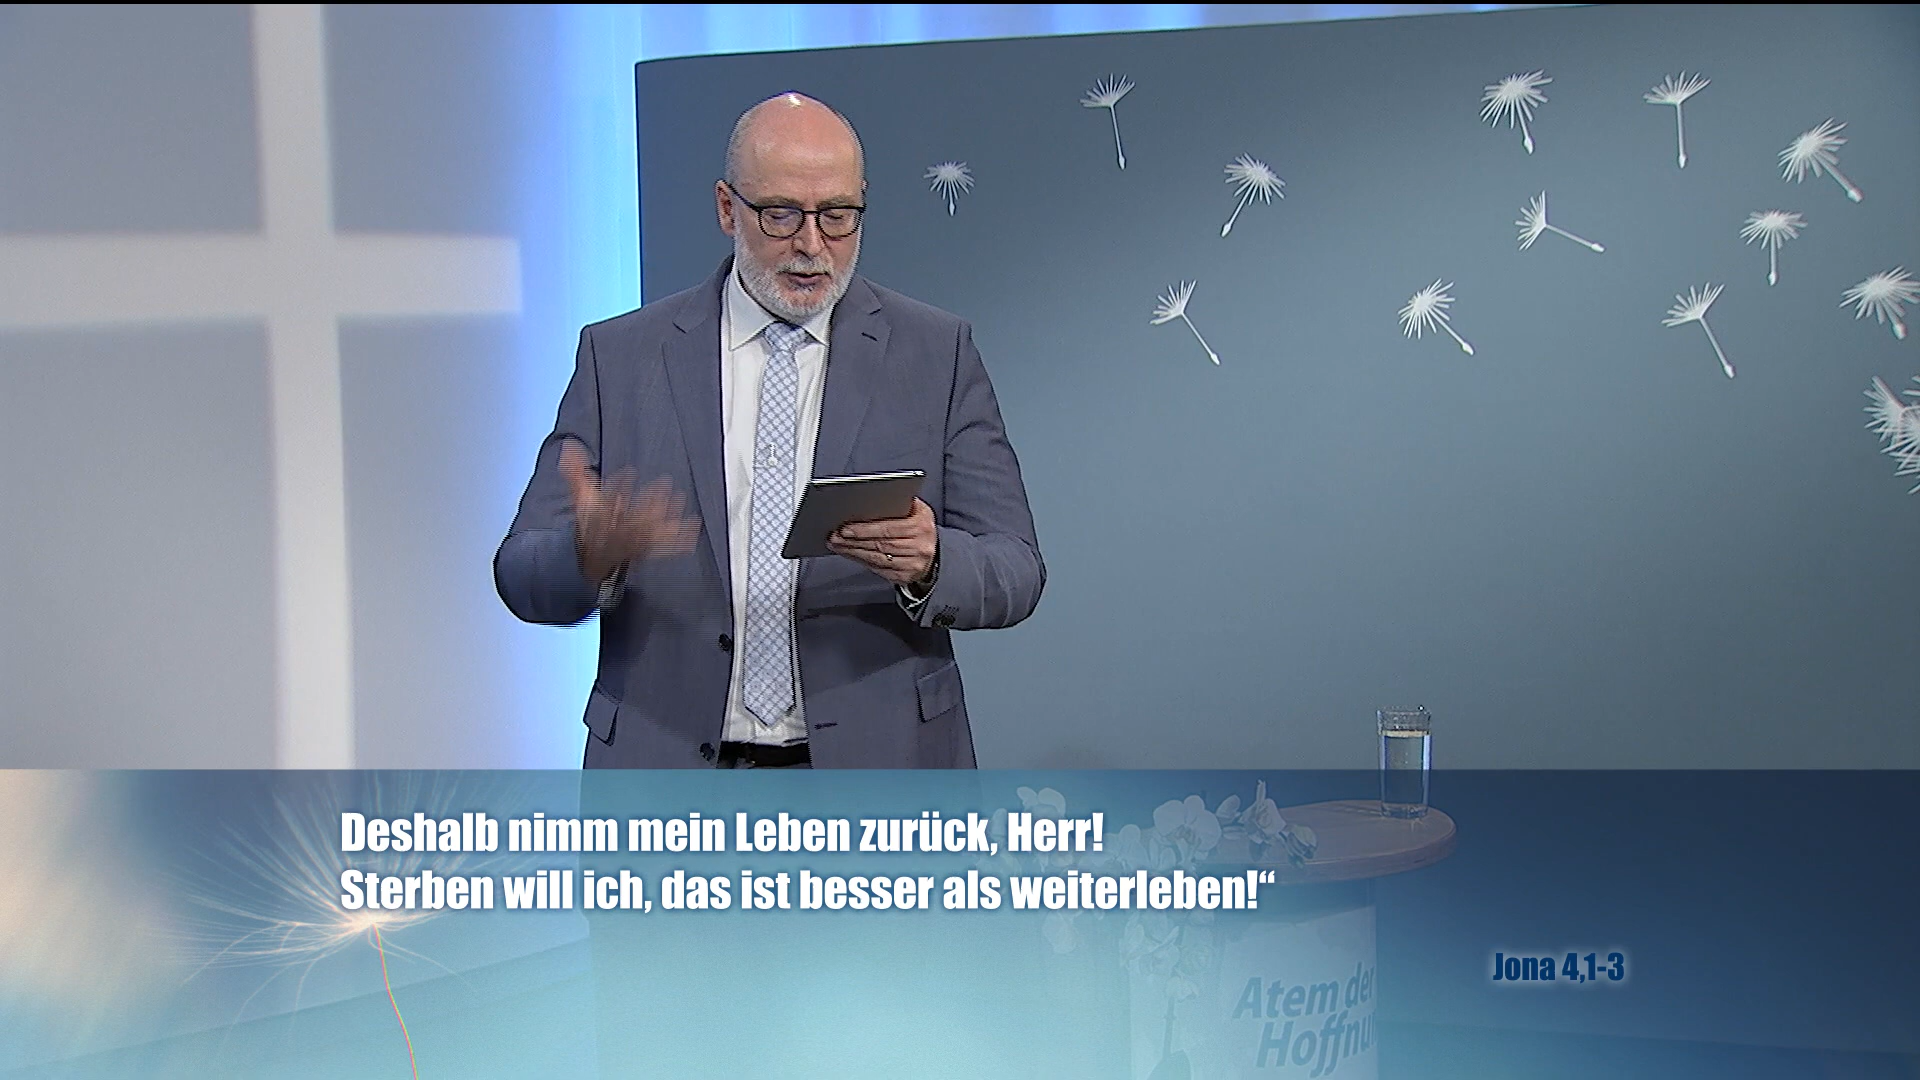 Deshalb nimm mein Leben zurück, Herr!
Sterben will ich, das ist besser als weiterleben!“
Jona 4,1-3
Atem der